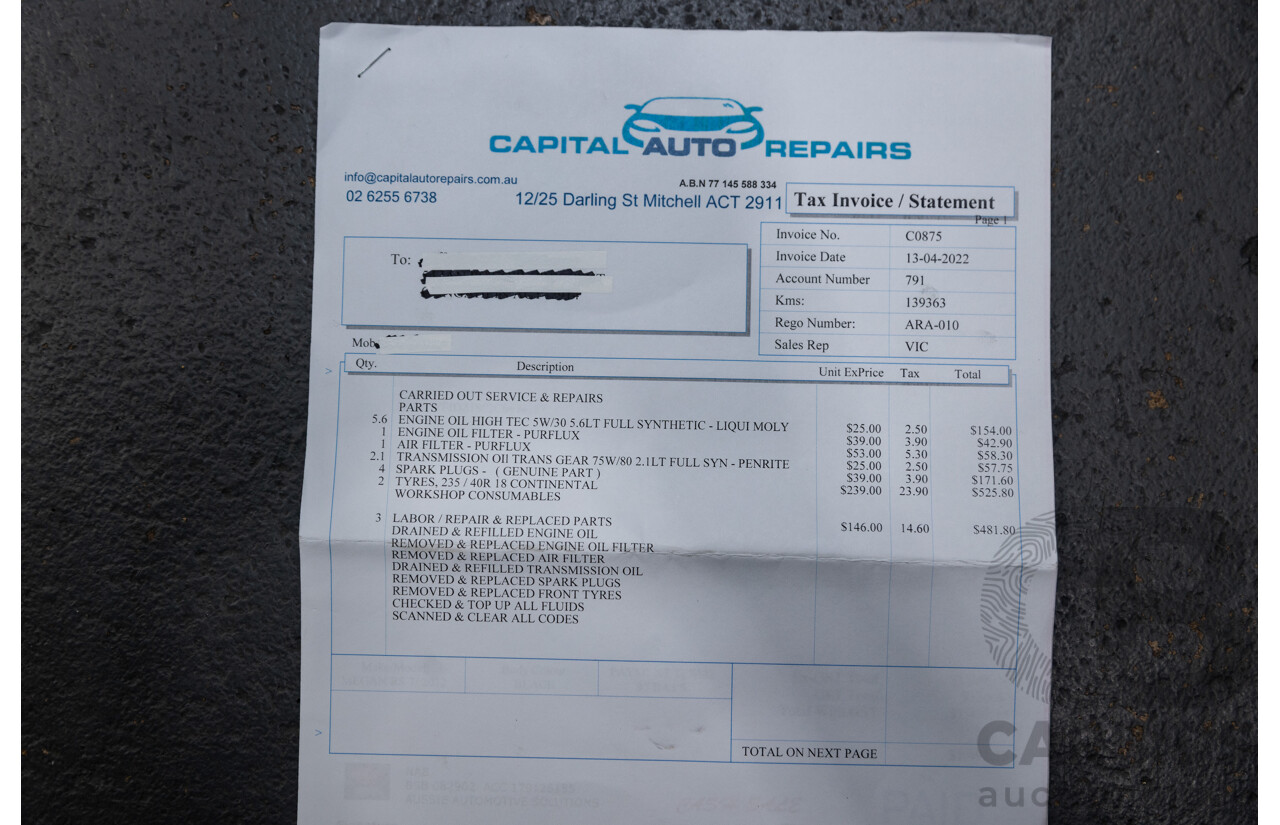 CAPITAL AUTO REPAIRS
info@capitalautorepairs.com.au
A.B.N 77 145 588 334
02 6255 6738
12/25 Darling St Mitchell ACT 2911
Tax Invoice / Statement
Page 1
Invoice No. C0875
Invoice Date 13-04-2022
Account Number 791
Kms: 139363
Rego Number: ARA-010
Sales Rep VIC
To:
Mob
Qty. Description Unit ExPrice Tax Total
CARRIED OUT SERVICE & REPAIRS
PARTS
5.6 ENGINE OIL HIGH TEC 5W/30 5.6LT FULL SYNTHETIC - LIQUI MOLY $25.00 2.50 $154.00
1 ENGINE OIL FILTER - PURFLUX $39.00 3.90 $42.90
1 AIR FILTER - PURFLUX $53.00 5.30 $58.30
2.1 TRANSMISSION OIl TRANS GEAR 75W/80 2.1LT FULL SYN - PENRITE $25.00 2.50 $57.75
4 SPARK PLUGS - ( GENUINE PART ) $39.00 3.90 $171.60
2 TYRES, 235 / 40R 18 CONTINENTAL $239.00 23.90 $525.80
WORKSHOP CONSUMABLES
3 LABOR / REPAIR & REPLACED PARTS $146.00 14.60 $481.80
DRAINED & REFILLED ENGINE OIL
REMOVED & REPLACED ENGINE OIL FILTER
REMOVED & REPLACED AIR FILTER
DRAINED & REFILLED TRANSMISSION OIL
REMOVED & REPLACED SPARK PLUGS
REMOVED & REPLACED FRONT TYRES
CHECKED & TOP UP ALL FLUIDS
SCANNED & CLEAR ALL CODES
TOTAL ON NEXT PAGE